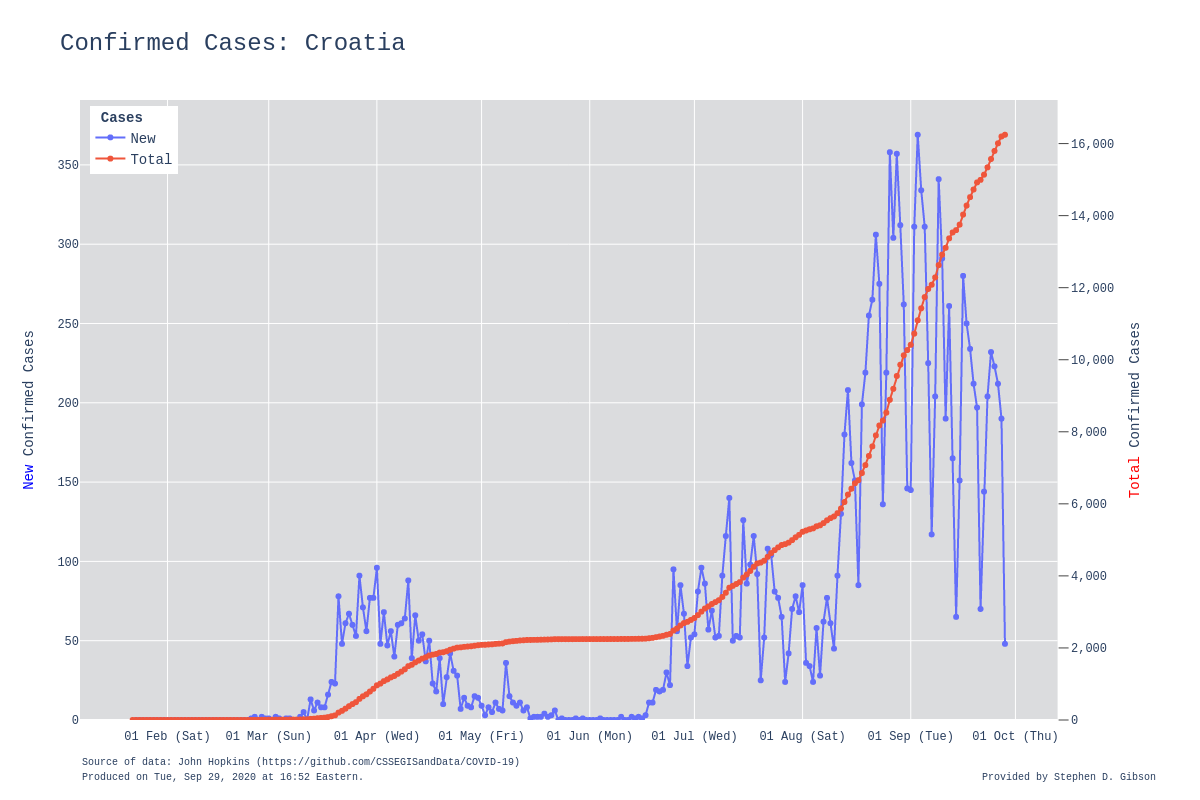 Confirmed Cases: Croatia
Cases
New
Total
350
300
250
200
150
100
50
0
16,000
14,000
12,000
10,000
8,000
6,000
4,000
2,000
0
New Confirmed Cases
Total Confirmed Cases
01 Feb (Sat) 01 Mar (Sun) 01 Apr (Wed) 01 May (Fri) 01 Jun (Mon) 01 Jul (Wed) 01 Aug (Sat) 01 Sep (Tue) 01 Oct (Thu)
Source of data: John Hopkins (https://github.com/CSSEGISandData/COVID-19)
Produced on Tue, Sep 29, 2020 at 16:52 Eastern.
Provided by Stephen D. Gibson